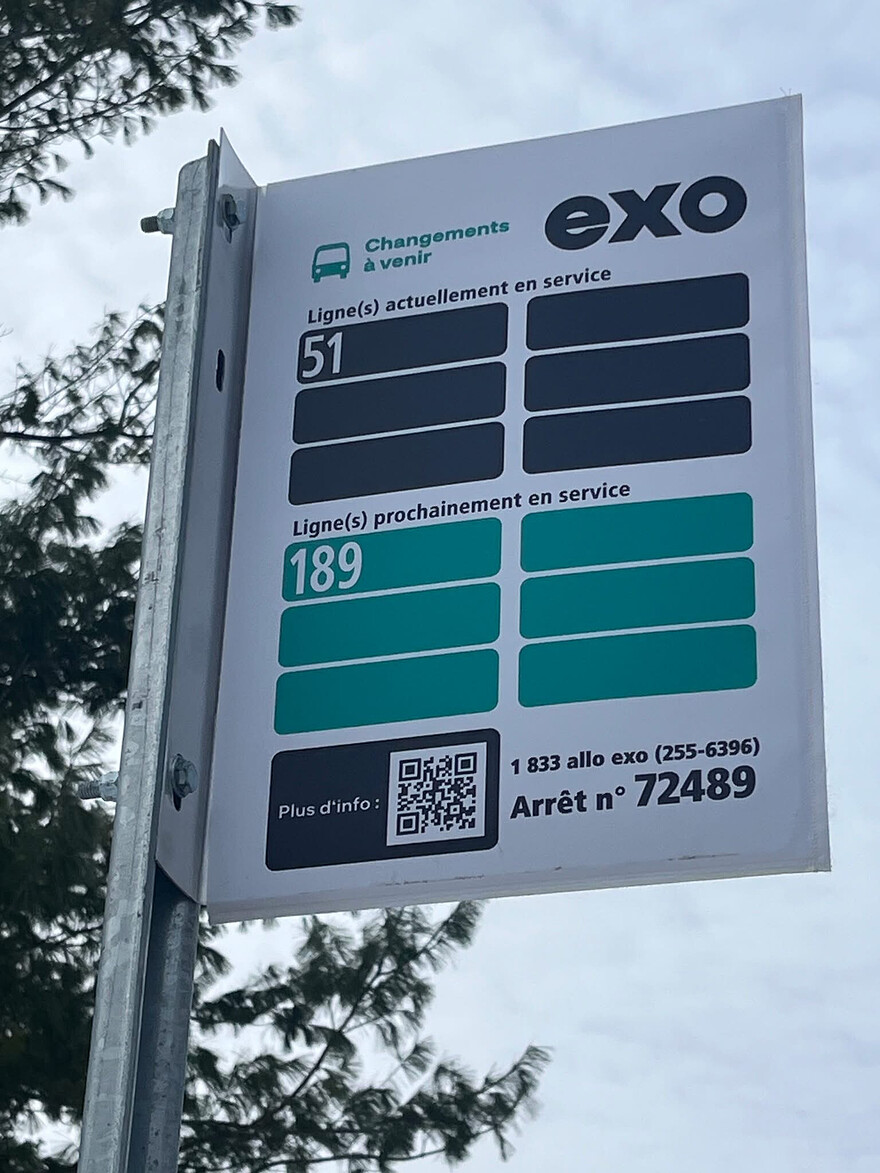 exo
Changements
à venir
Ligne(s) actuellement en service
51
Ligne(s) prochainement en service
189
Plus d'info :
1 833 allo exo (255-6396)
Arrêt n° 72489